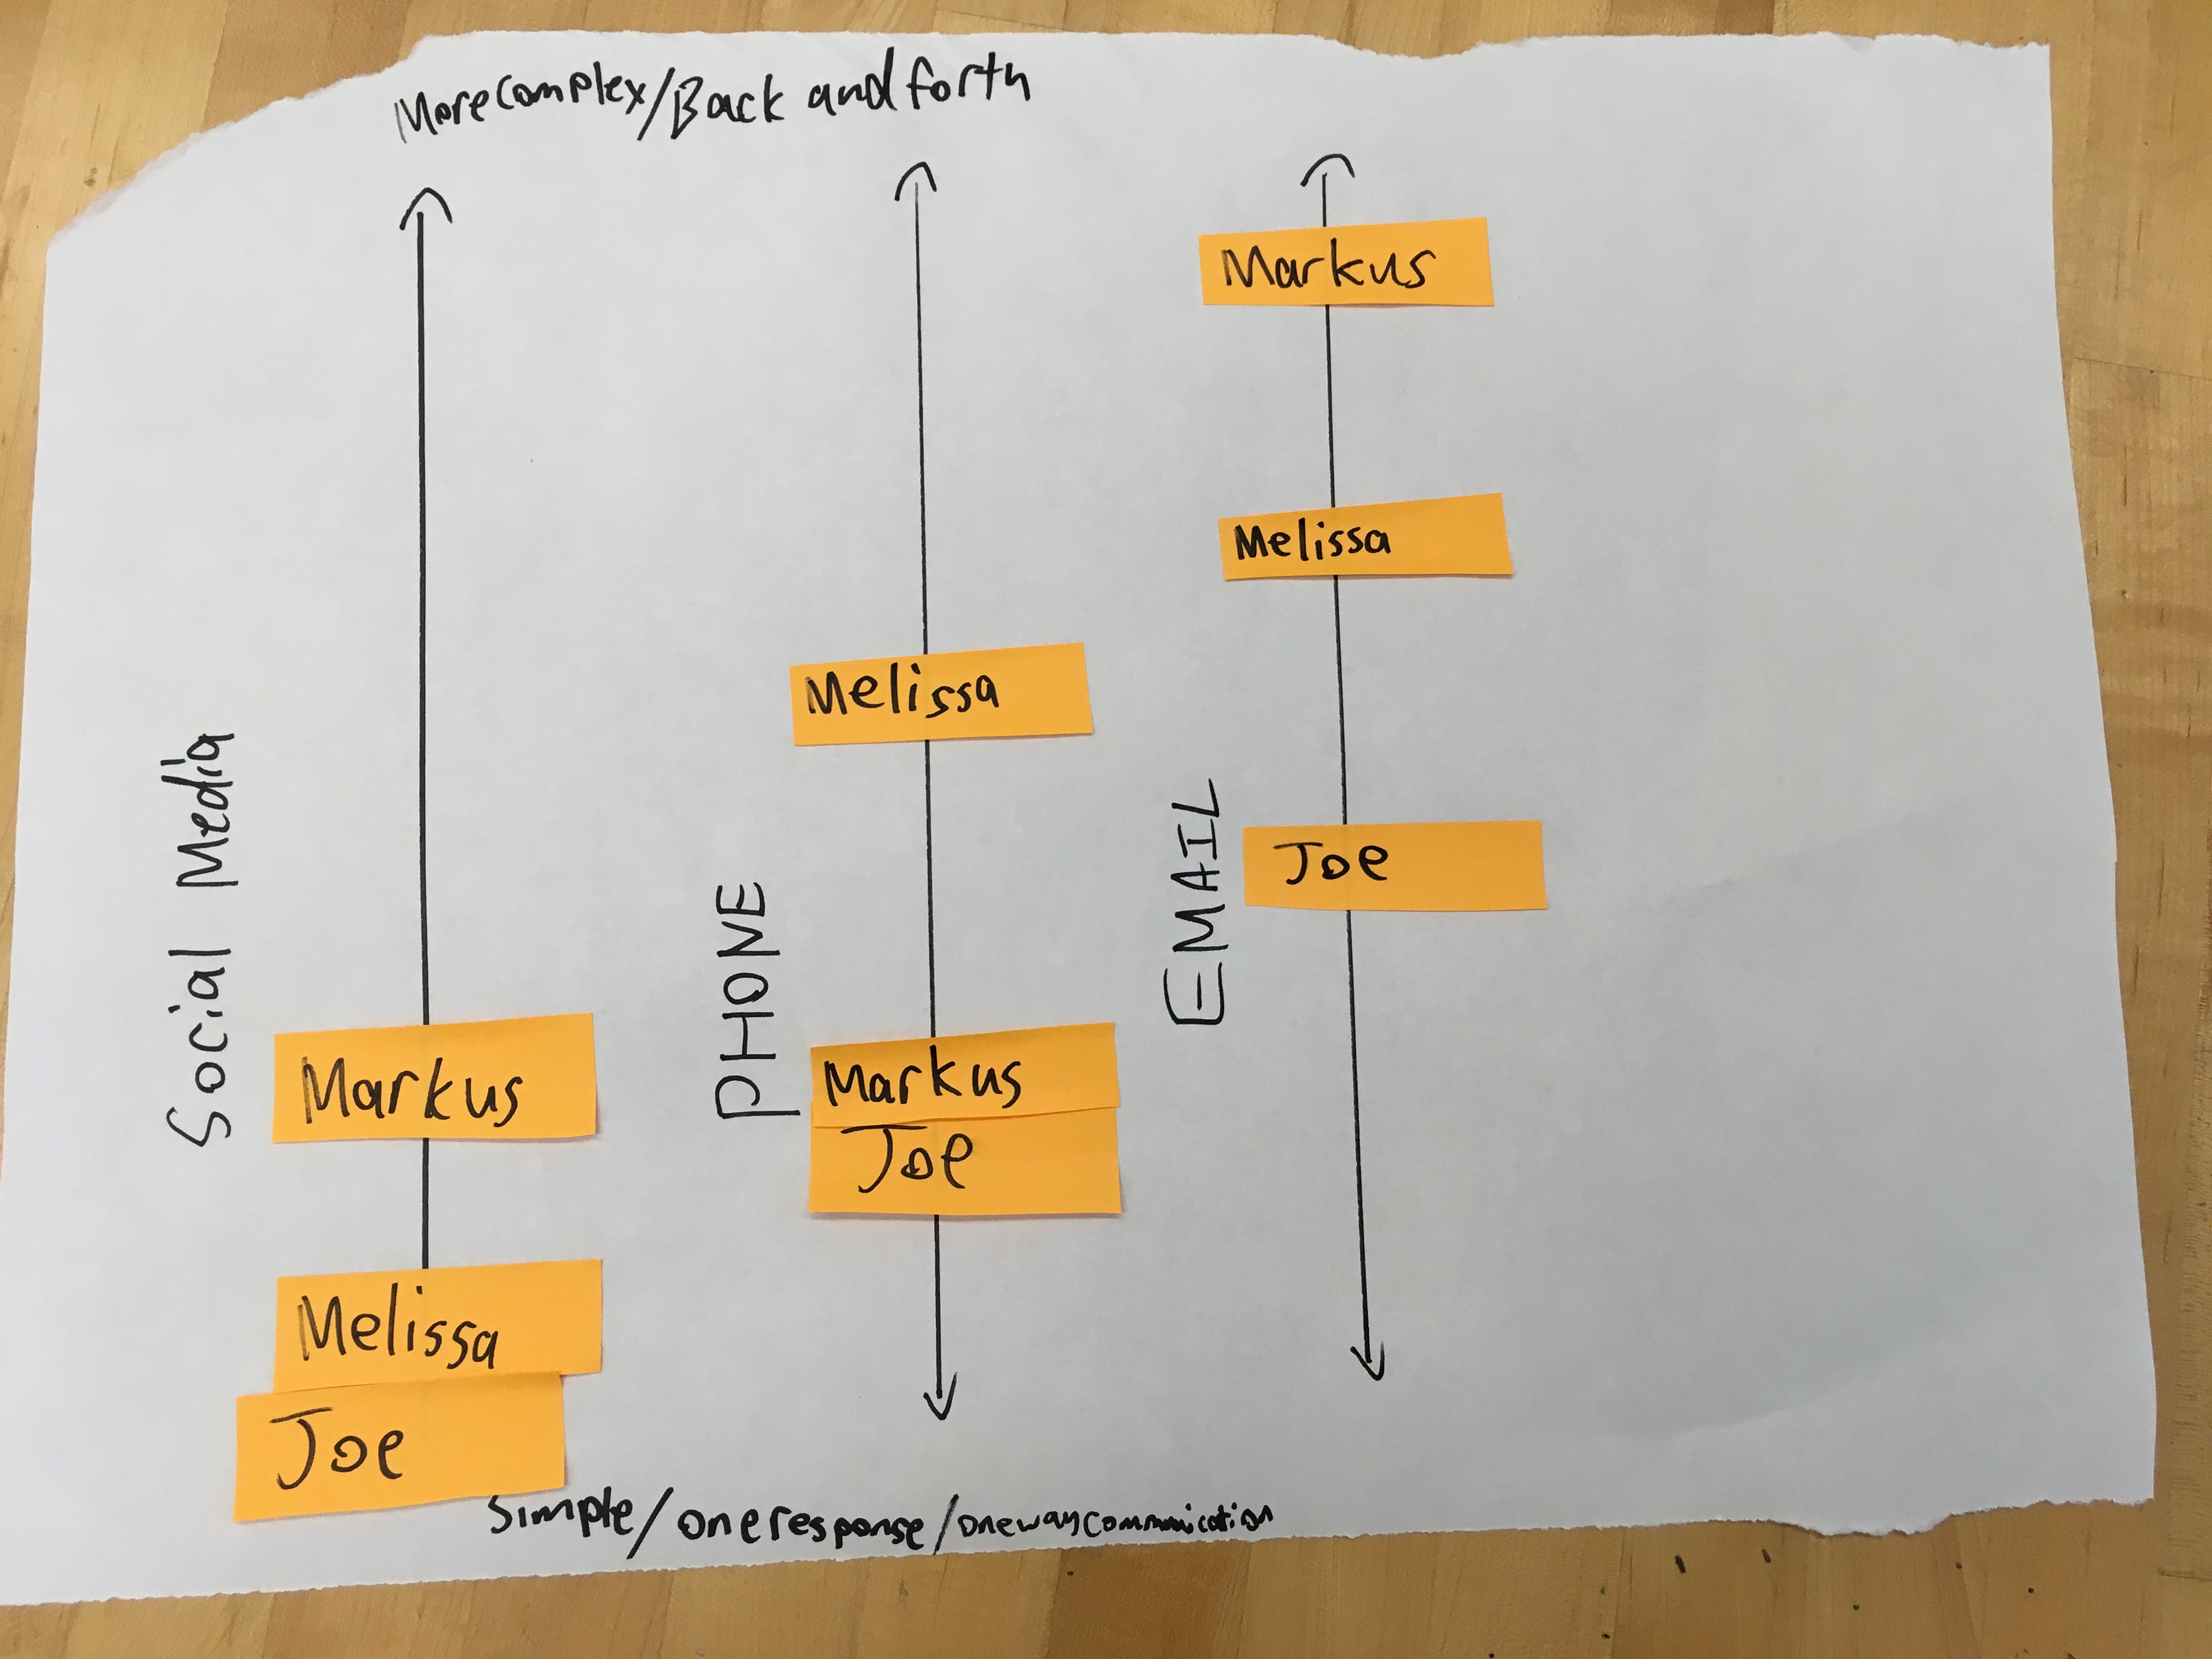 Social Media
Joe
Melissa
Markus
PHONE
Joe
Markus
Melissa
EMAIL
Joe
Melissa
Markus
More Complex/Back and forth
Simple/one response/one way communication